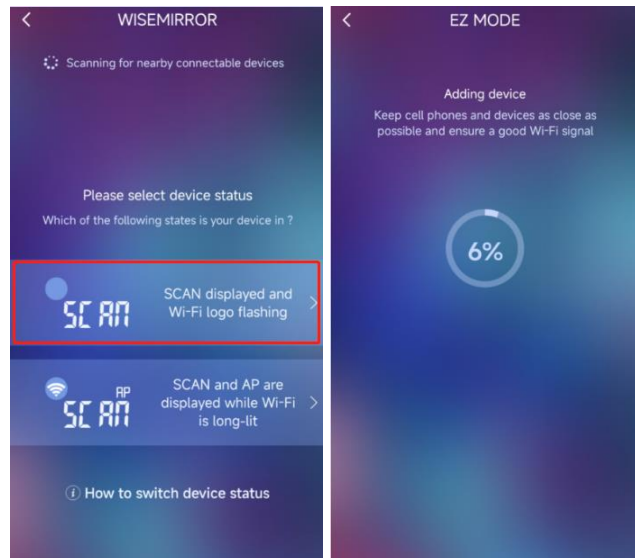 WISEMIRROR
Scanning for nearby connectable devices
Please select device status
Which of the following states is your device in ?
SCAN
SCAN displayed and
Wi-Fi logo flashing
AP
SCAN
SCAN and AP are
displayed while Wi-Fi
is long-lit
How to switch device status
EZ MODE
Adding device
Keep cell phones and devices as close as
possible and ensure a good Wi-Fi signal
6%